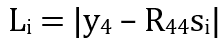 Lᵢ = |y₄ – R₄₄sᵢ|